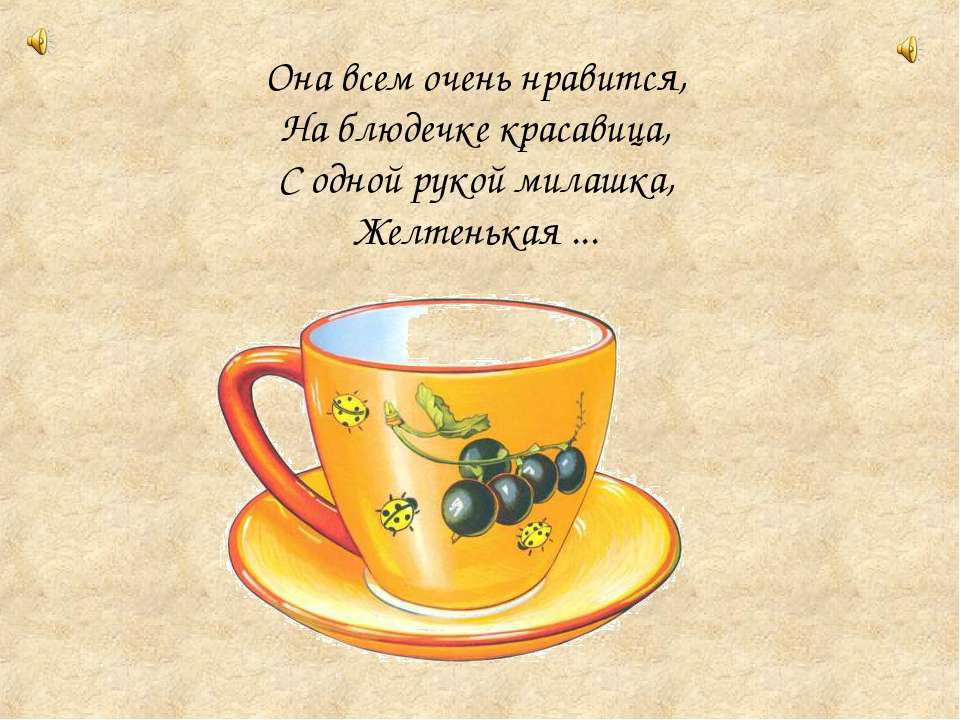 Она всем очень нравится,
На блюдечке красавица,
С одной рукой милашка,
Желтенькая ...